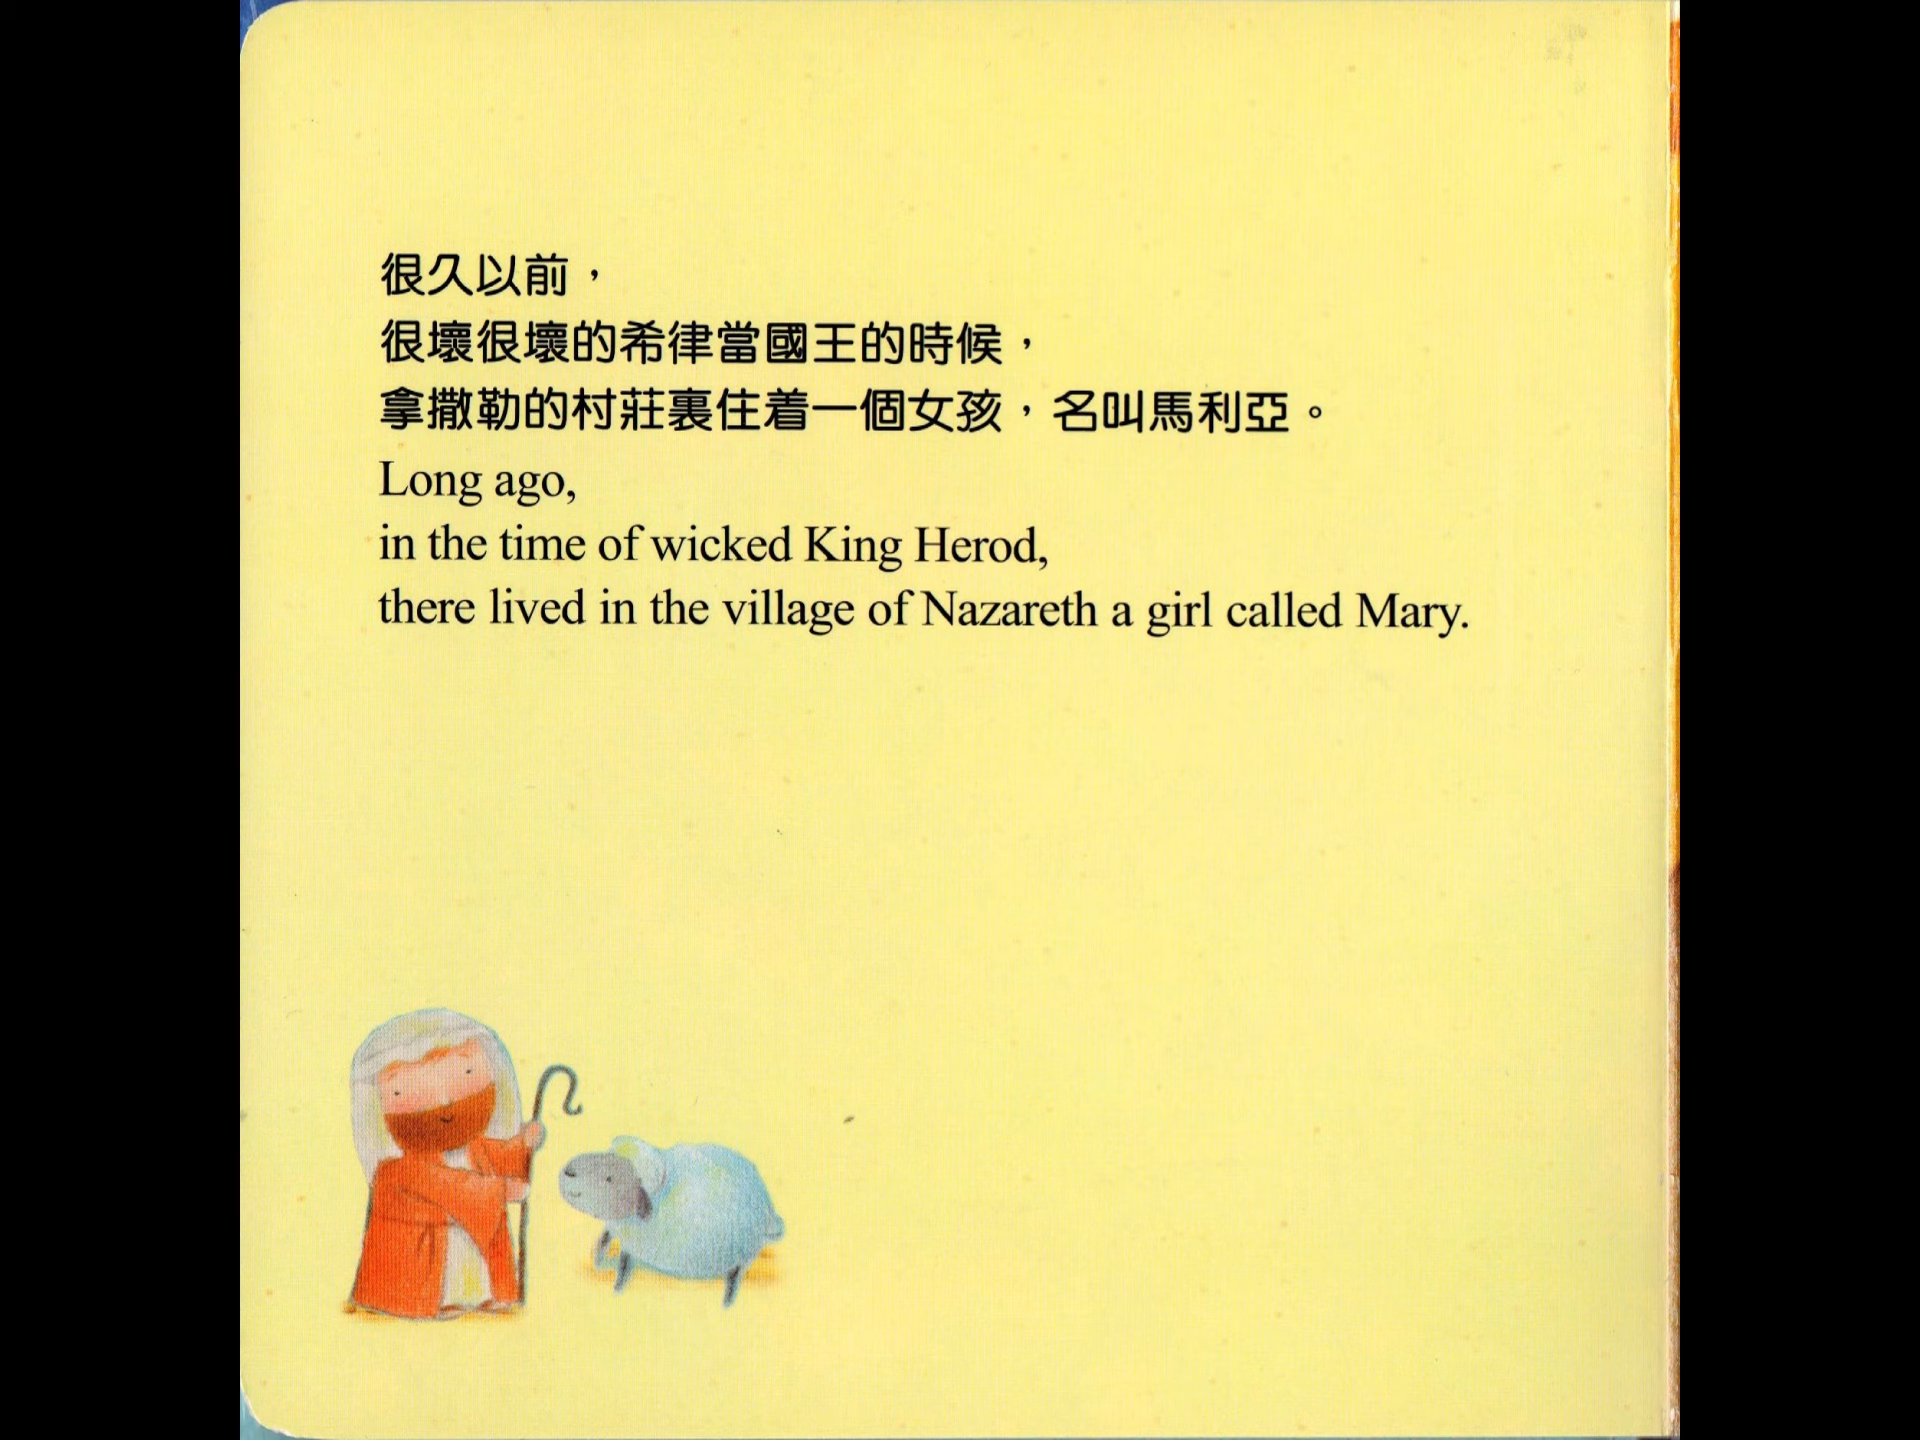 很久以前，
很壞很壞的希律當國王的時候，
拿撒勒的村莊裏住着一個女孩，名叫馬利亞。
Long ago,
in the time of wicked King Herod,
there lived in the village of Nazareth a girl called Mary.